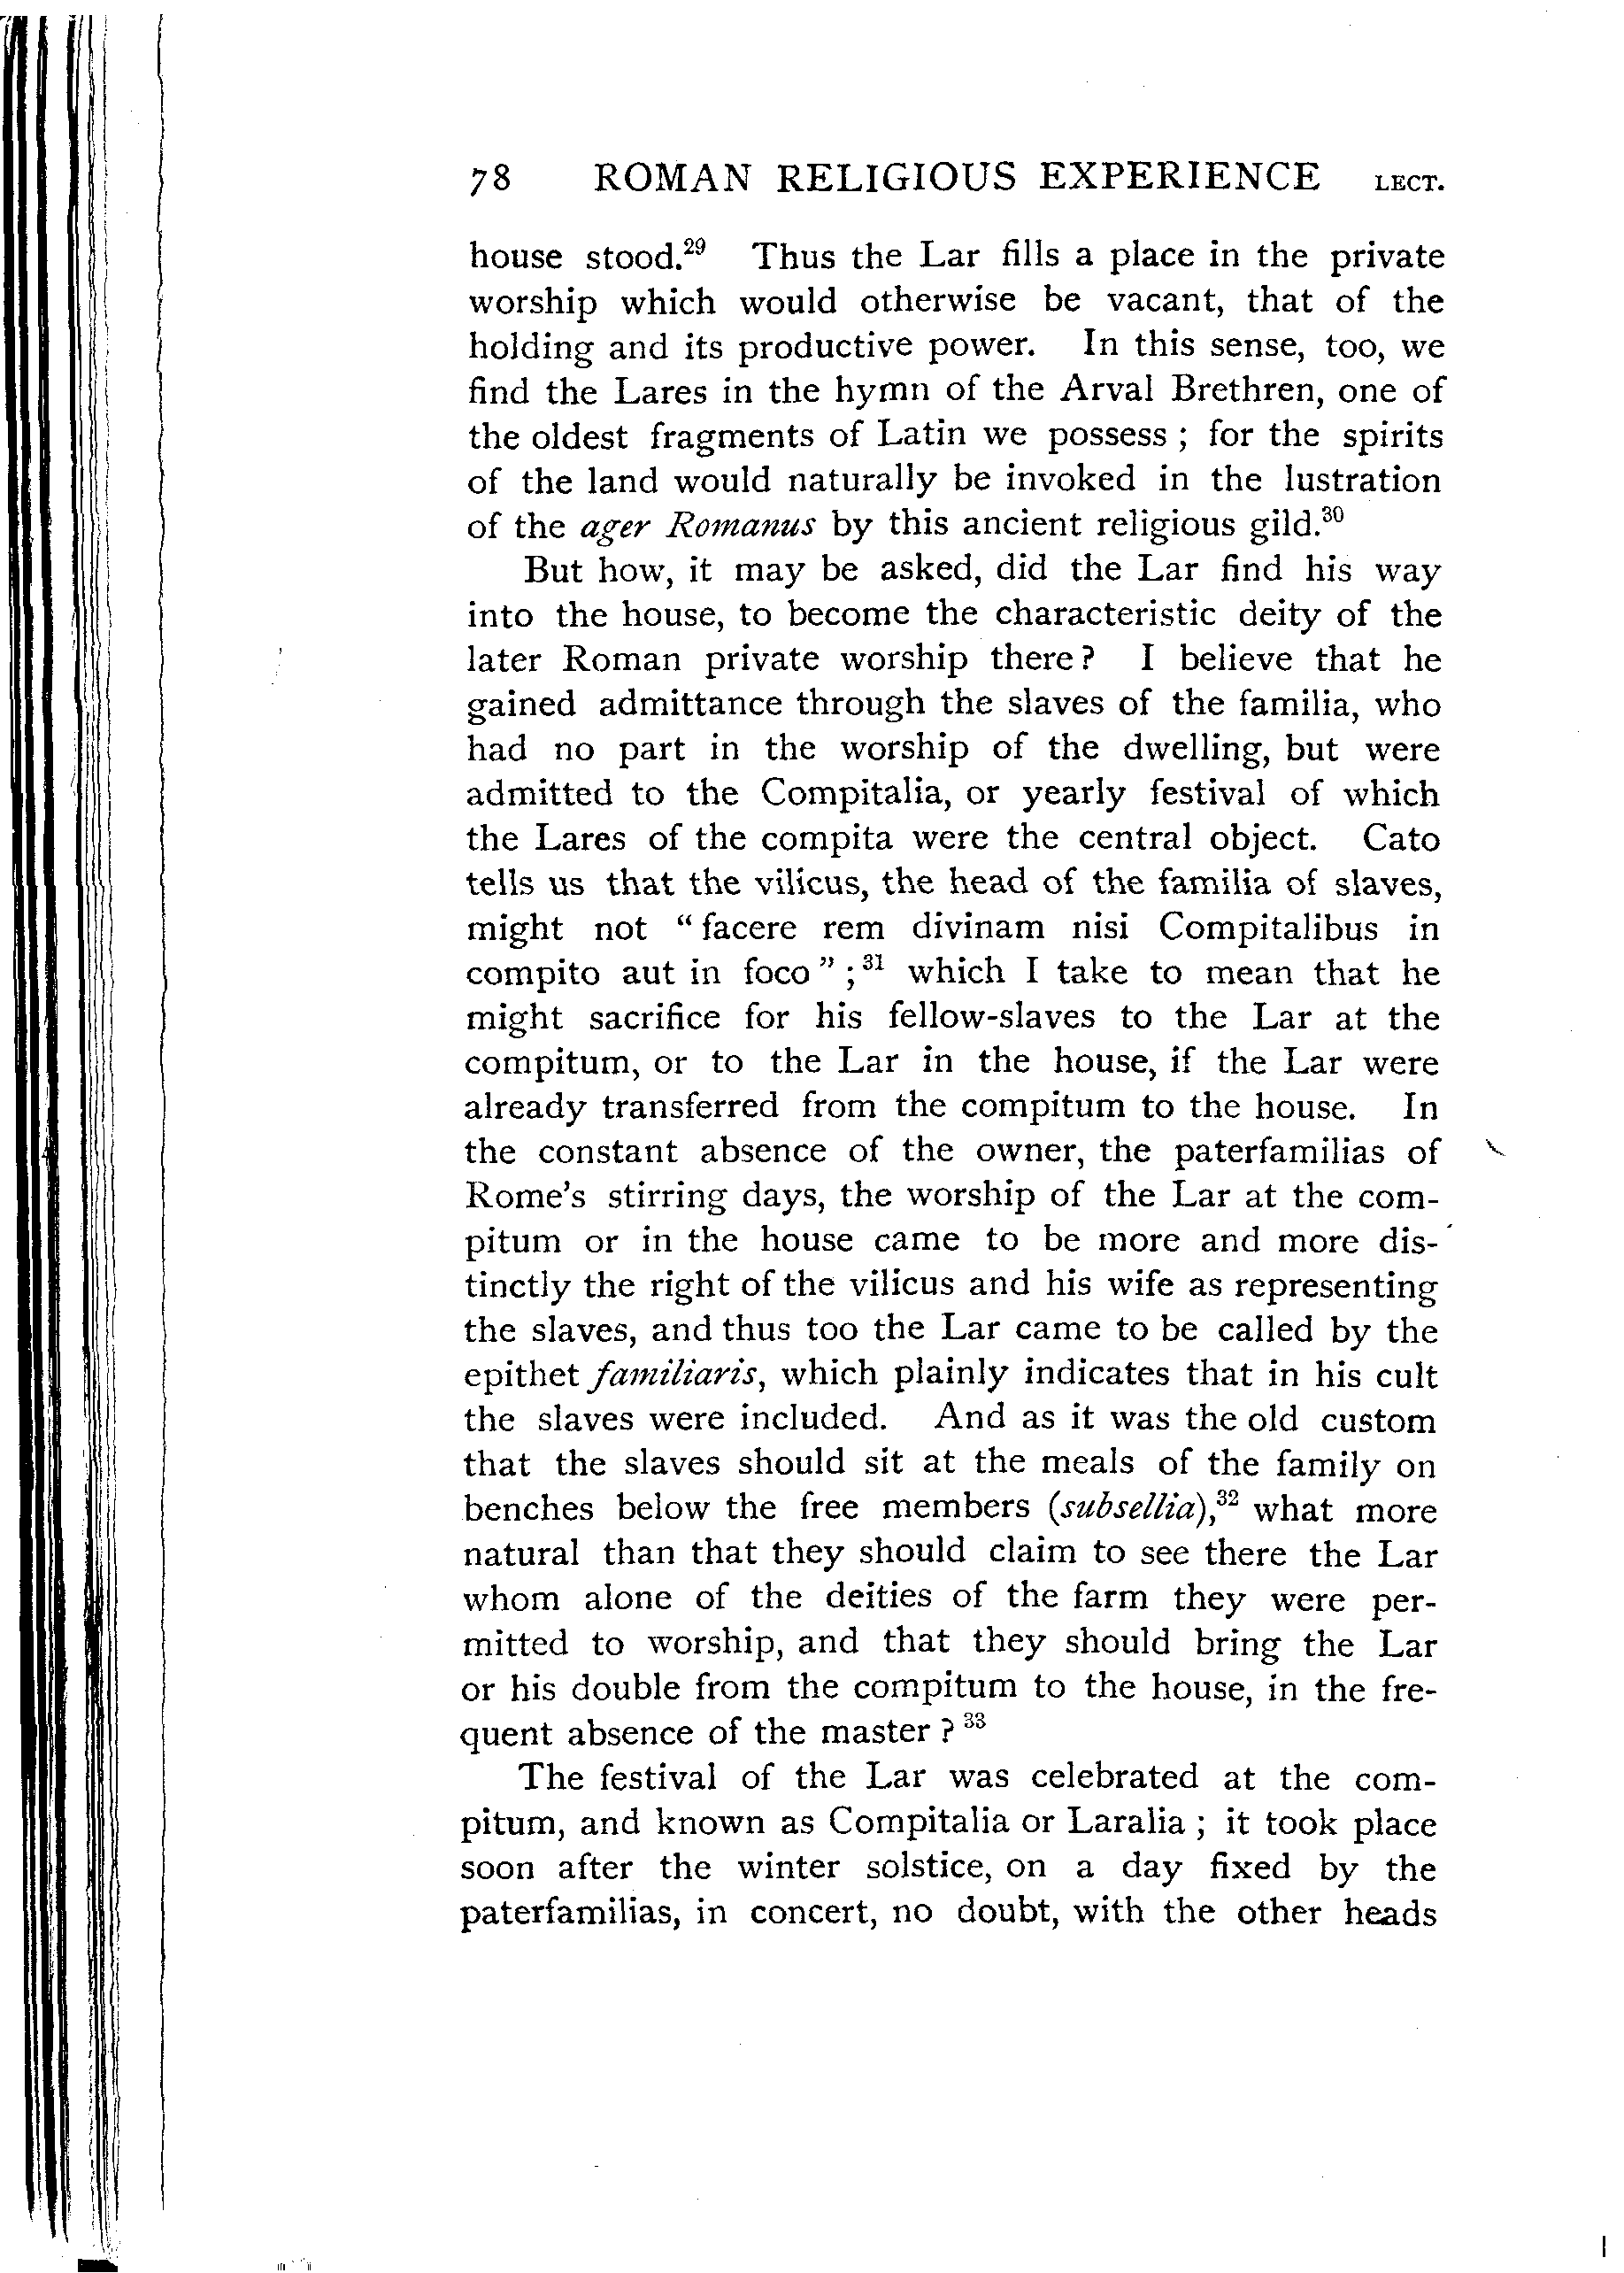 78 ROMAN RELIGIOUS EXPERIENCE LECT.
house stood.²⁹ Thus the Lar fills a place in the private
worship which would otherwise be vacant, that of the
holding and its productive power. In this sense, too, we
find the Lares in the hymn of the Arval Brethren, one of
the oldest fragments of Latin we possess ; for the spirits
of the land would naturally be invoked in the lustration
of the ager Romanus by this ancient religious gild.³⁰
But how, it may be asked, did the Lar find his way
into the house, to become the characteristic deity of the
later Roman private worship there ? I believe that he
gained admittance through the slaves of the familia, who
had no part in the worship of the dwelling, but were
admitted to the Compitalia, or yearly festival of which
the Lares of the compita were the central object. Cato
tells us that the vilicus, the head of the familia of slaves,
might not “ facere rem divinam nisi Compitalibus in
compito aut in foco ” ;³¹ which I take to mean that he
might sacrifice for his fellow-slaves to the Lar at the
compitum, or to the Lar in the house, if the Lar were
already transferred from the compitum to the house. In
the constant absence of the owner, the paterfamilias of
Rome's stirring days, the worship of the Lar at the com-
pitum or in the house came to be more and more dis-
tinctly the right of the vilicus and his wife as representing
the slaves, and thus too the Lar came to be called by the
epithet familiaris, which plainly indicates that in his cult
the slaves were included. And as it was the old custom
that the slaves should sit at the meals of the family on
benches below the free members (subsellia),³² what more
natural than that they should claim to see there the Lar
whom alone of the deities of the farm they were per-
mitted to worship, and that they should bring the Lar
or his double from the compitum to the house, in the fre-
quent absence of the master ? ³³
The festival of the Lar was celebrated at the com-
pitum, and known as Compitalia or Laralia ; it took place
soon after the winter solstice, on a day fixed by the
paterfamilias, in concert, no doubt, with the other heads